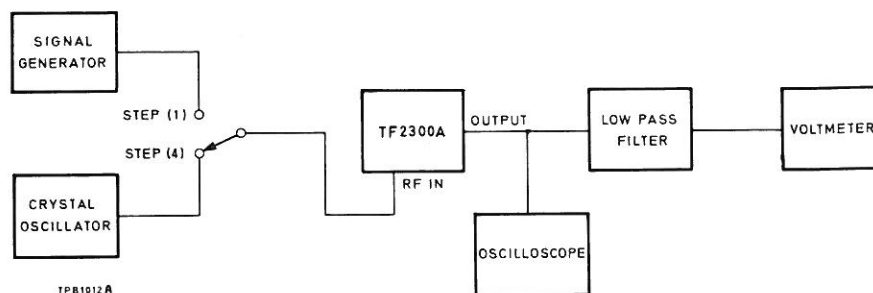 SIGNAL
GENERATOR
STEP (1)
STEP (4)
CRYSTAL
OSCILLATOR
TF2300A
RF IN
OUTPUT
OSCILLOSCOPE
LOW PASS
FILTER
VOLTMETER
TPB1012A